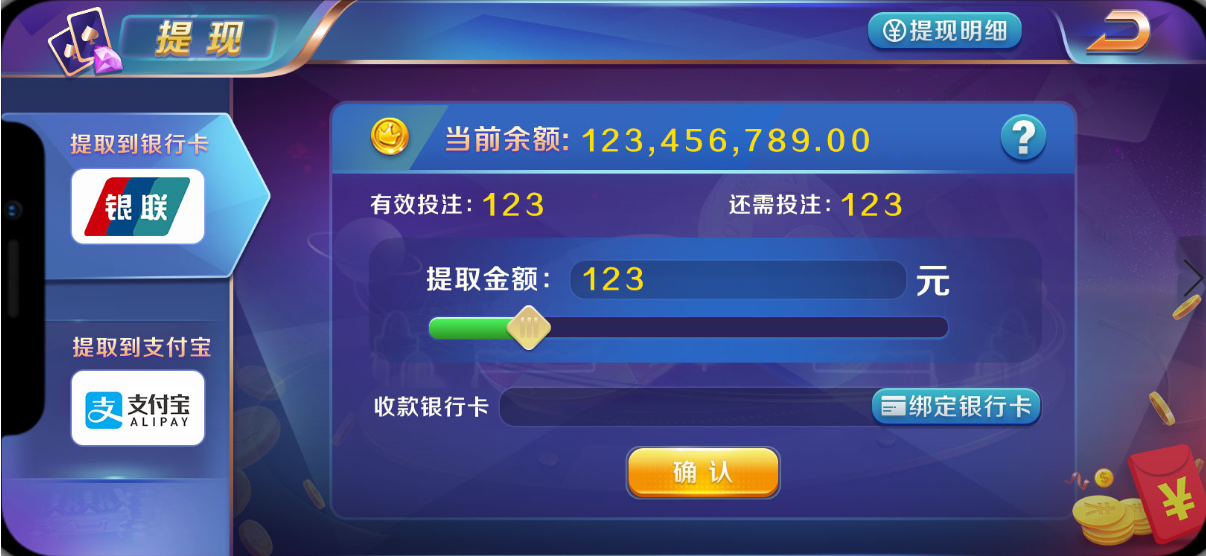 提现
提现明细
提取到银行卡
银联
提取到支付宝
支付宝
ALIPAY
当前余额: 123,456,789.00
有效投注: 123
还需投注: 123
提取金额: 123 元
收款银行卡
绑定银行卡
确认